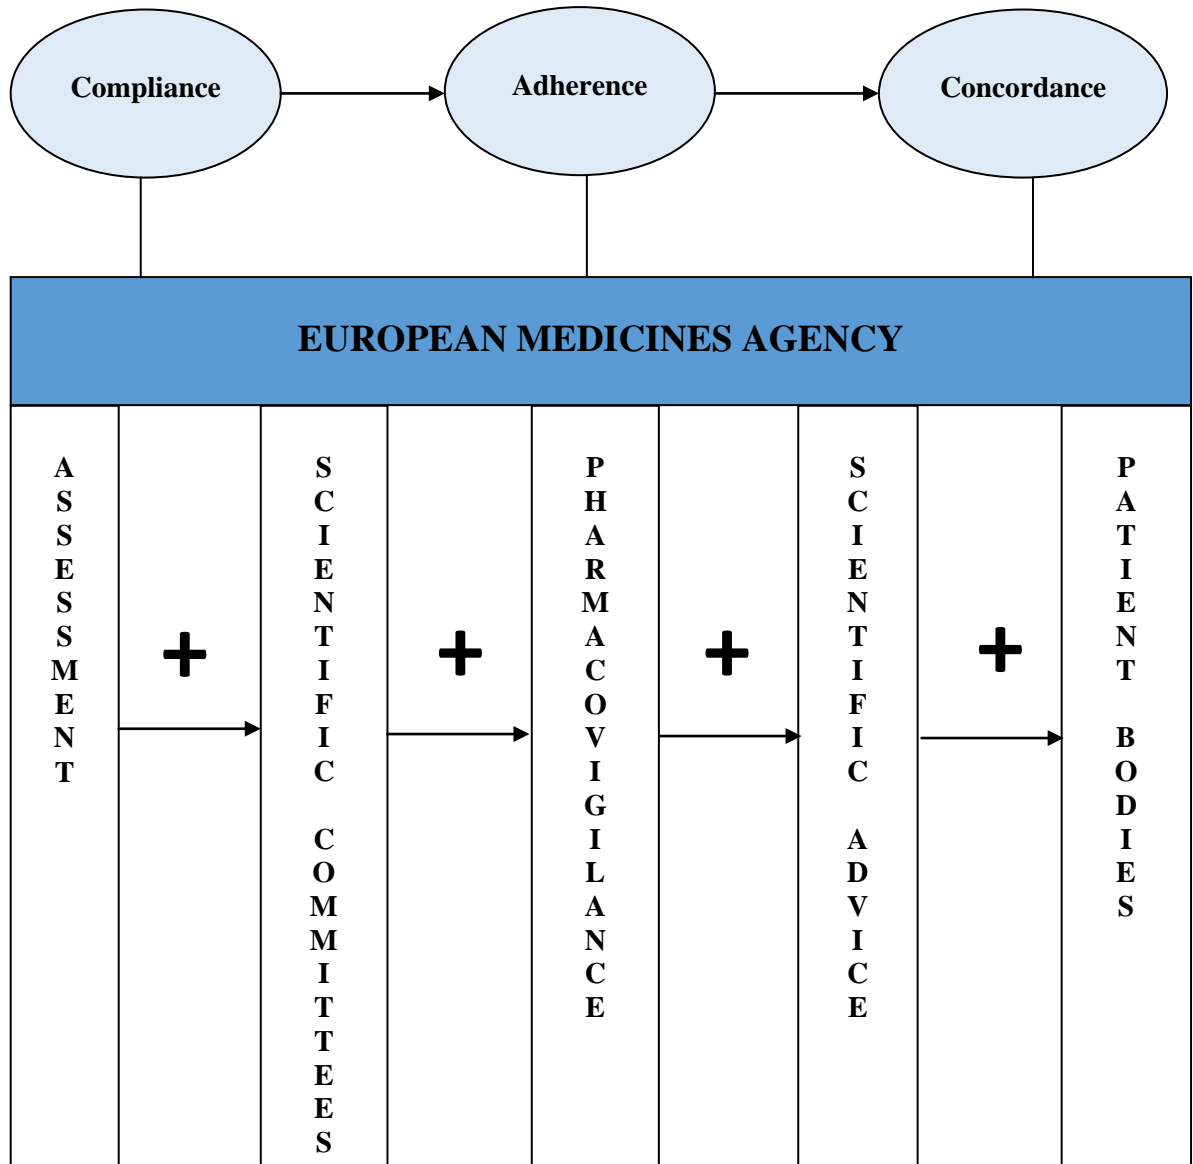 Compliance
Adherence
Concordance
EUROPEAN MEDICINES AGENCY
ASSESSMENT
+
SCIENTIFIC COMMITTEES
+
PHARMACOVIGILANCE
+
SCIENTIFIC ADVICE
+
PATIENT BODIES